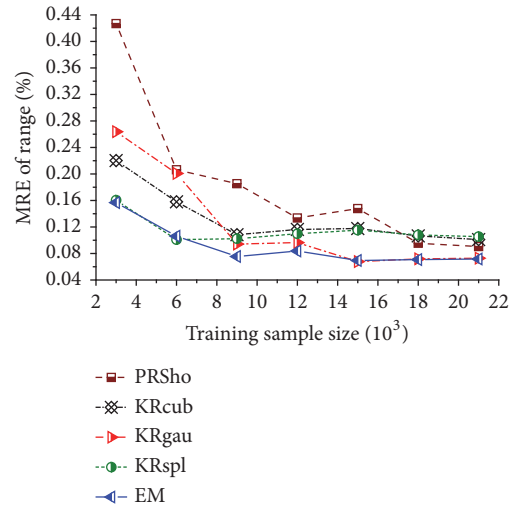 0.44
0.40
0.36
0.32
0.28
0.24
0.20
0.16
0.12
0.08
0.04
MRE of range (%)
2 4 6 8 10 12 14 16 18 20 22
Training sample size (10³)
PRSho
KRcub
KRgau
KRspl
EM